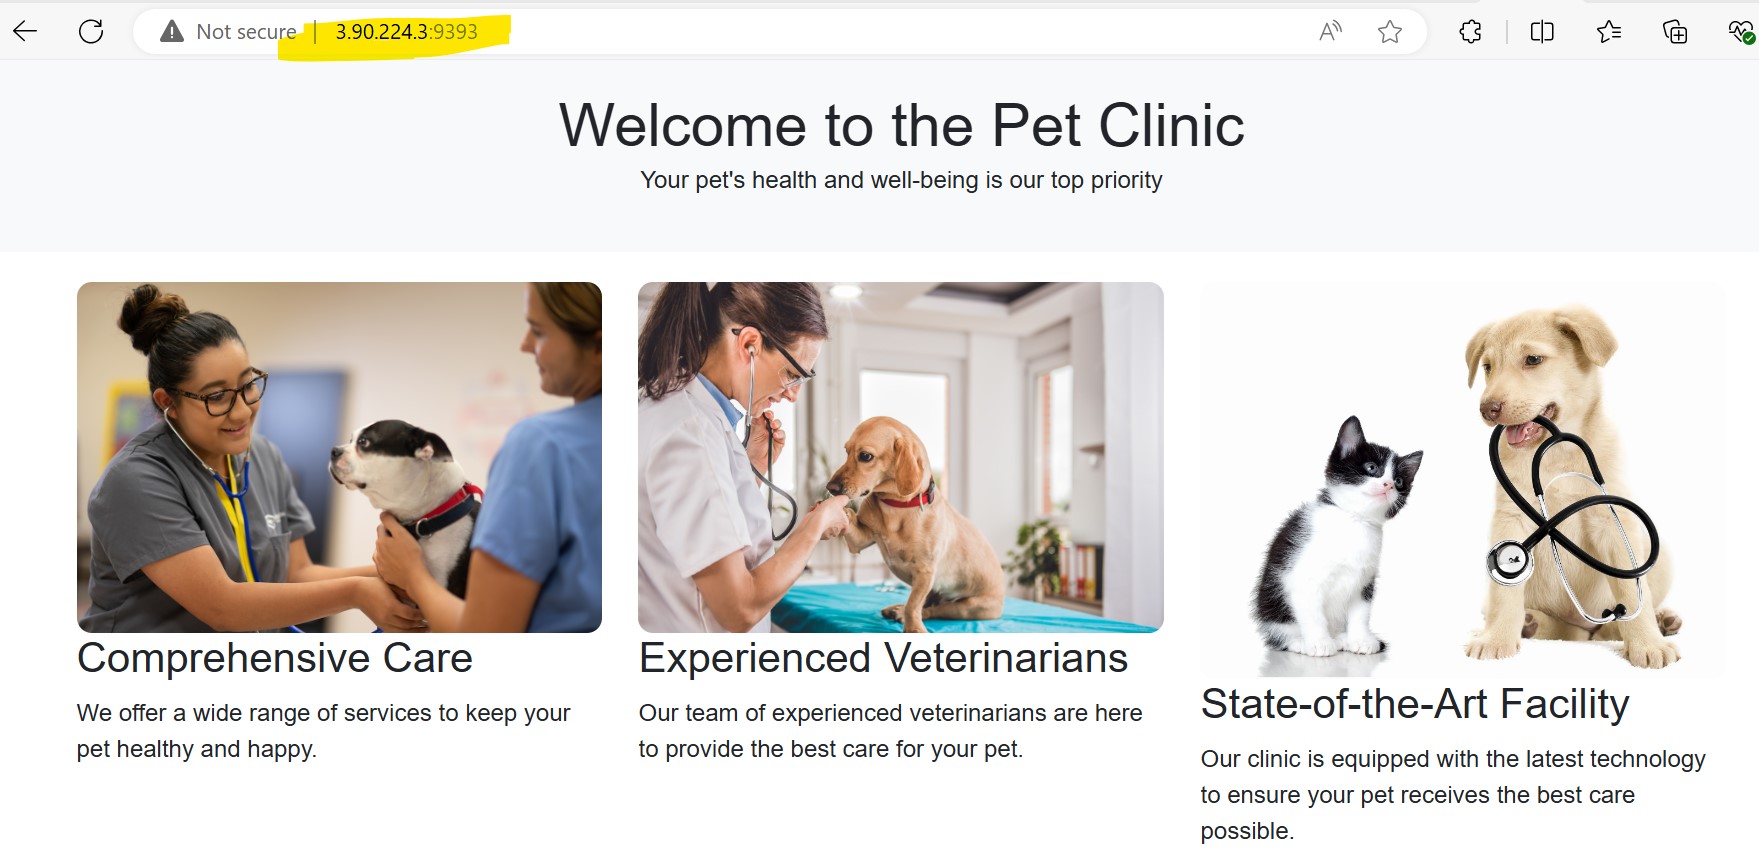 Not secure | 3.90.224.3:9393
Welcome to the Pet Clinic
Your pet's health and well-being is our top priority
Comprehensive Care
We offer a wide range of services to keep your
pet healthy and happy.
Experienced Veterinarians
Our team of experienced veterinarians are here
to provide the best care for your pet.
State-of-the-Art Facility
Our clinic is equipped with the latest technology
to ensure your pet receives the best care
possible.